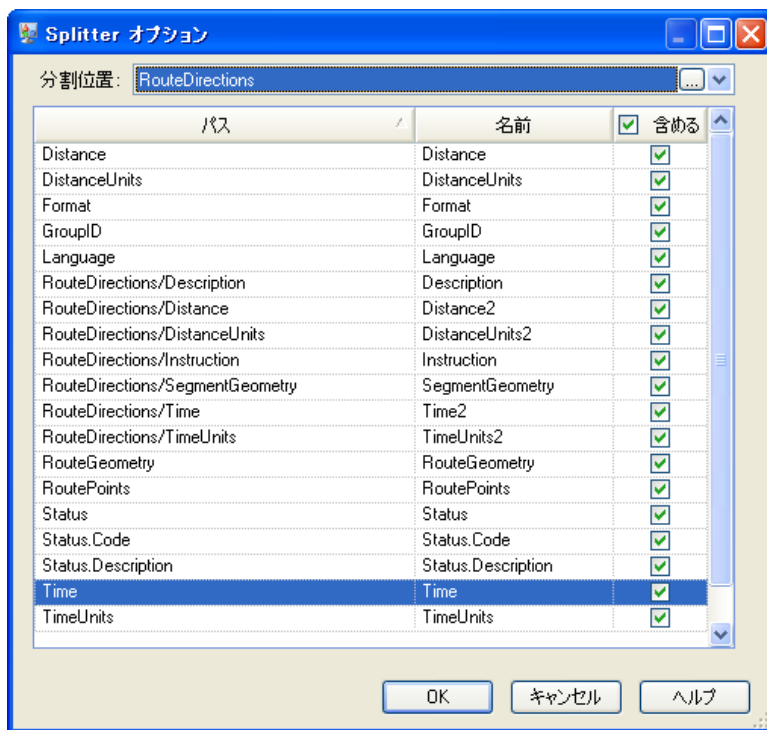 Splitter オプション
分割位置: RouteDirections ...
パス 名前 含める
Distance Distance
DistanceUnits DistanceUnits
Format Format
GroupID GroupID
Language Language
RouteDirections/Description Description
RouteDirections/Distance Distance2
RouteDirections/DistanceUnits DistanceUnits2
RouteDirections/Instruction Instruction
RouteDirections/SegmentGeometry SegmentGeometry
RouteDirections/Time Time2
RouteDirections/TimeUnits TimeUnits2
RouteGeometry RouteGeometry
RoutePoints RoutePoints
Status Status
Status.Code Status.Code
Status.Description Status.Description
Time Time
TimeUnits TimeUnits
OK キャンセル ヘルプ